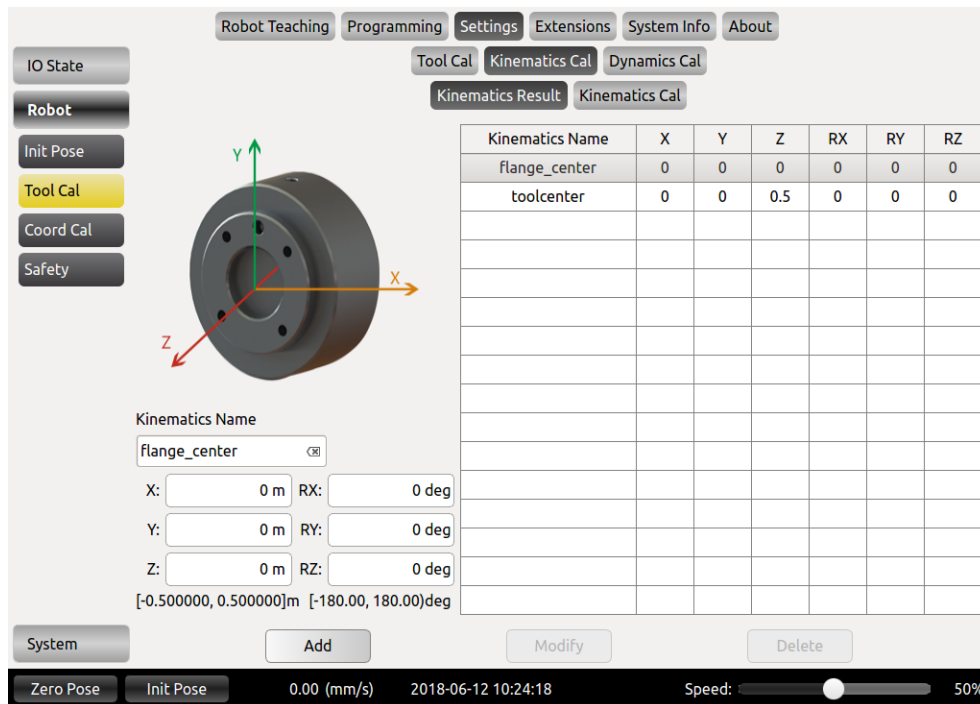 Robot Teaching Programming Settings Extensions System Info About
IO State
Robot
Init Pose
Tool Cal
Coord Cal
Safety
System
Tool Cal Kinematics Cal Dynamics Cal
Kinematics Result Kinematics Cal
Y
X
Z
Kinematics Name
flange_center
X: 0 m RX: 0 deg
Y: 0 m RY: 0 deg
Z: 0 m RZ: 0 deg
[-0.500000, 0.500000]m [-180.00, 180.00)deg
Kinematics Name X Y Z RX RY RZ
flange_center 0 0 0 0 0 0
toolcenter 0 0 0.5 0 0 0
Add Modify Delete
Zero Pose Init Pose 0.00 (mm/s) 2018-06-12 10:24:18 Speed: 50%